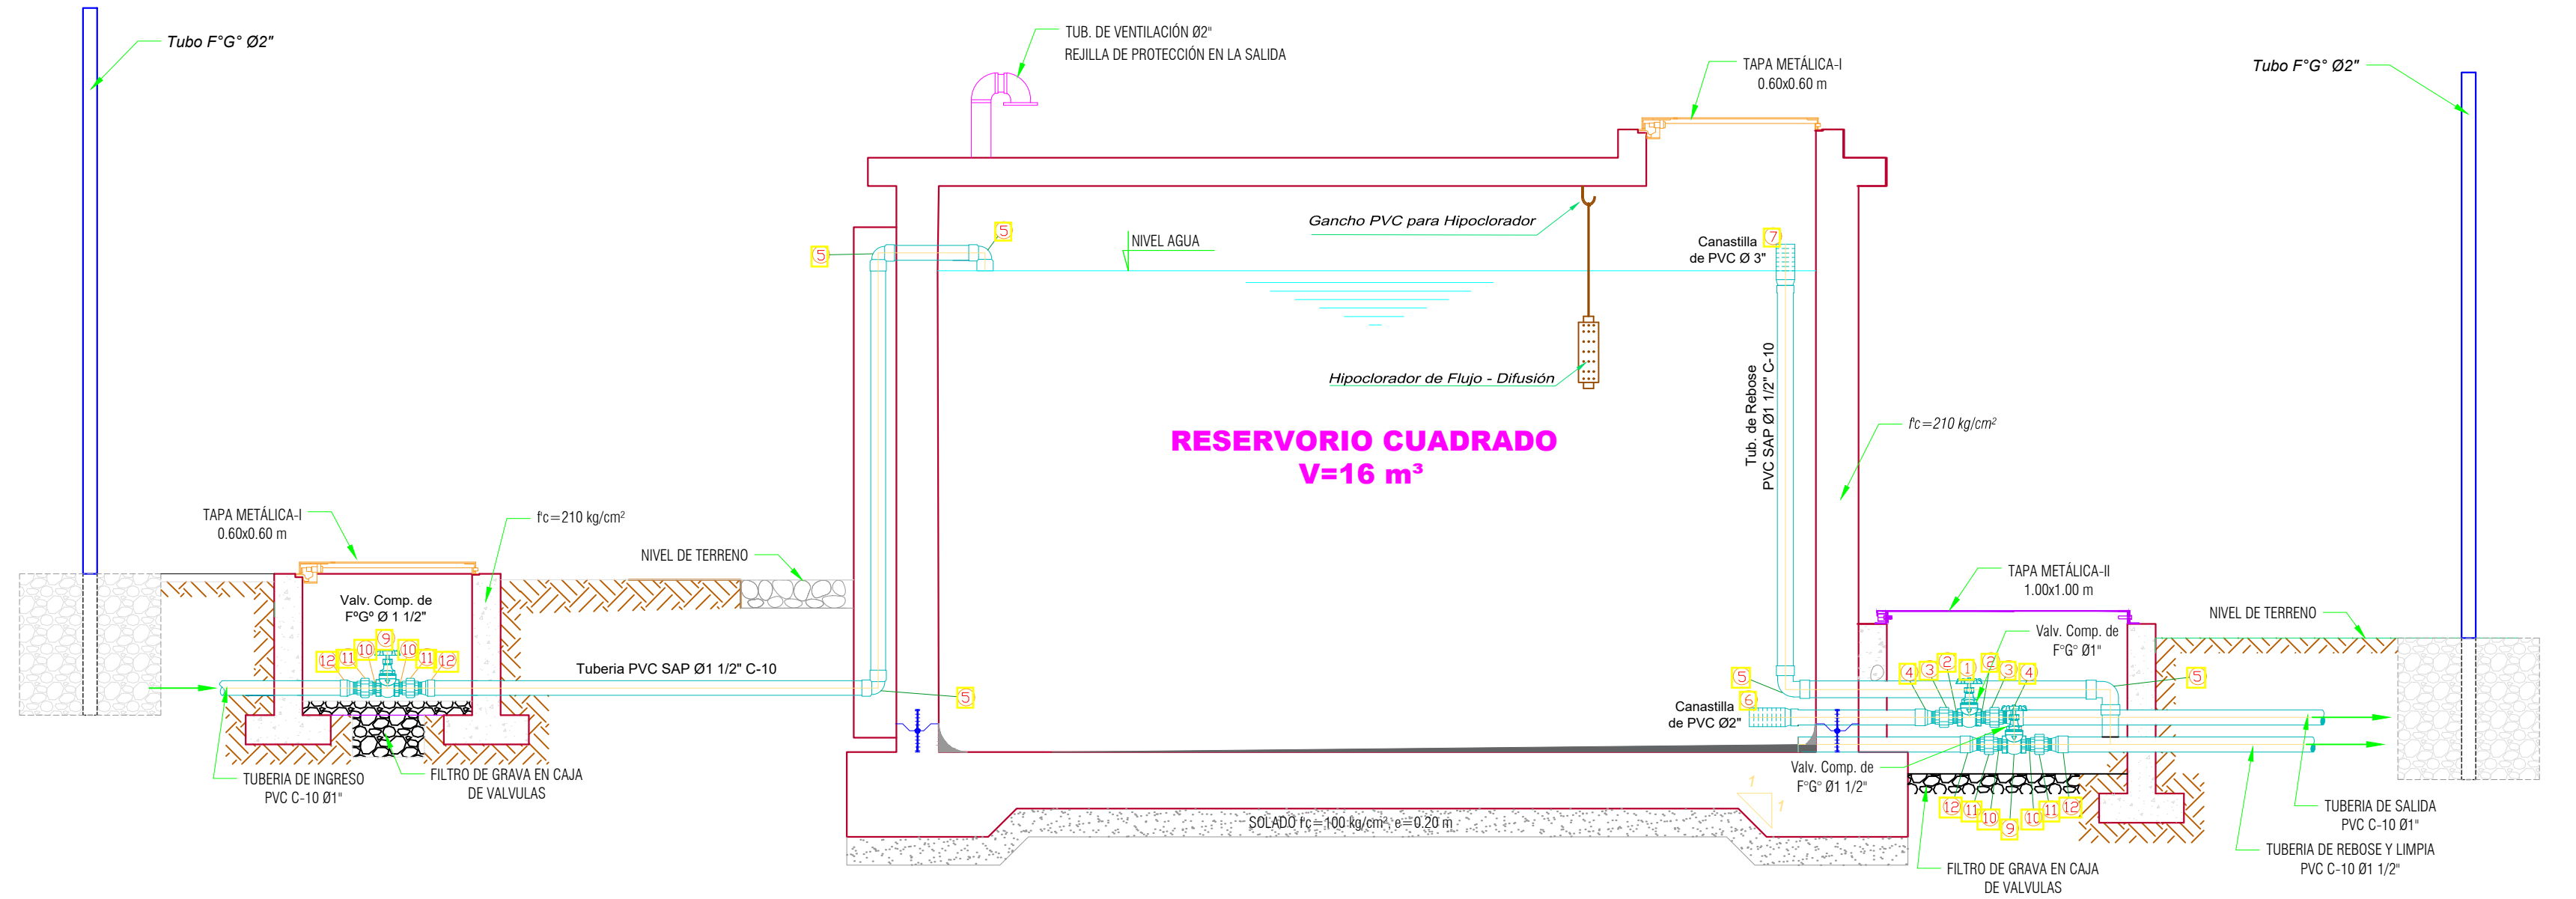 Tubo F°G° Ø2"
TUB. DE VENTILACIÓN Ø2"
REJILLA DE PROTECCIÓN EN LA SALIDA
TAPA METÁLICA-I
0.60x0.60 m
Tubo F°G° Ø2"
Gancho PVC para Hipoclorador
NIVEL AGUA
5
5
Canastilla
de PVC Ø 3"
7
Hipoclorador de Flujo - Difusión
Tub. de Rebose
PVC SAP Ø1 1/2" C-10
RESERVORIO CUADRADO
V=16 m³
f'c=210 kg/cm²
TAPA METÁLICA-I
0.60x0.60 m
f'c=210 kg/cm²
NIVEL DE TERRENO
Valv. Comp. de
FºGº Ø 1 1/2"
12
11
10
9
10
11
12
Tuberia PVC SAP Ø1 1/2" C-10
5
TUBERIA DE INGRESO
PVC C-10 Ø1"
FILTRO DE GRAVA EN CAJA
DE VALVULAS
TAPA METÁLICA-II
1.00x1.00 m
NIVEL DE TERRENO
Valv. Comp. de
F°G° Ø1"
5
4
3
2
1
2
3
4
5
Canastilla
de PVC Ø2"
6
Valv. Comp. de
F°G° Ø1 1/2"
1
1
SOLADO f'c=100 kg/cm², e=0.20 m
12
11
10
9
10
11
12
FILTRO DE GRAVA EN CAJA
DE VALVULAS
TUBERIA DE SALIDA
PVC C-10 Ø1"
TUBERIA DE REBOSE Y LIMPIA
PVC C-10 Ø1 1/2"